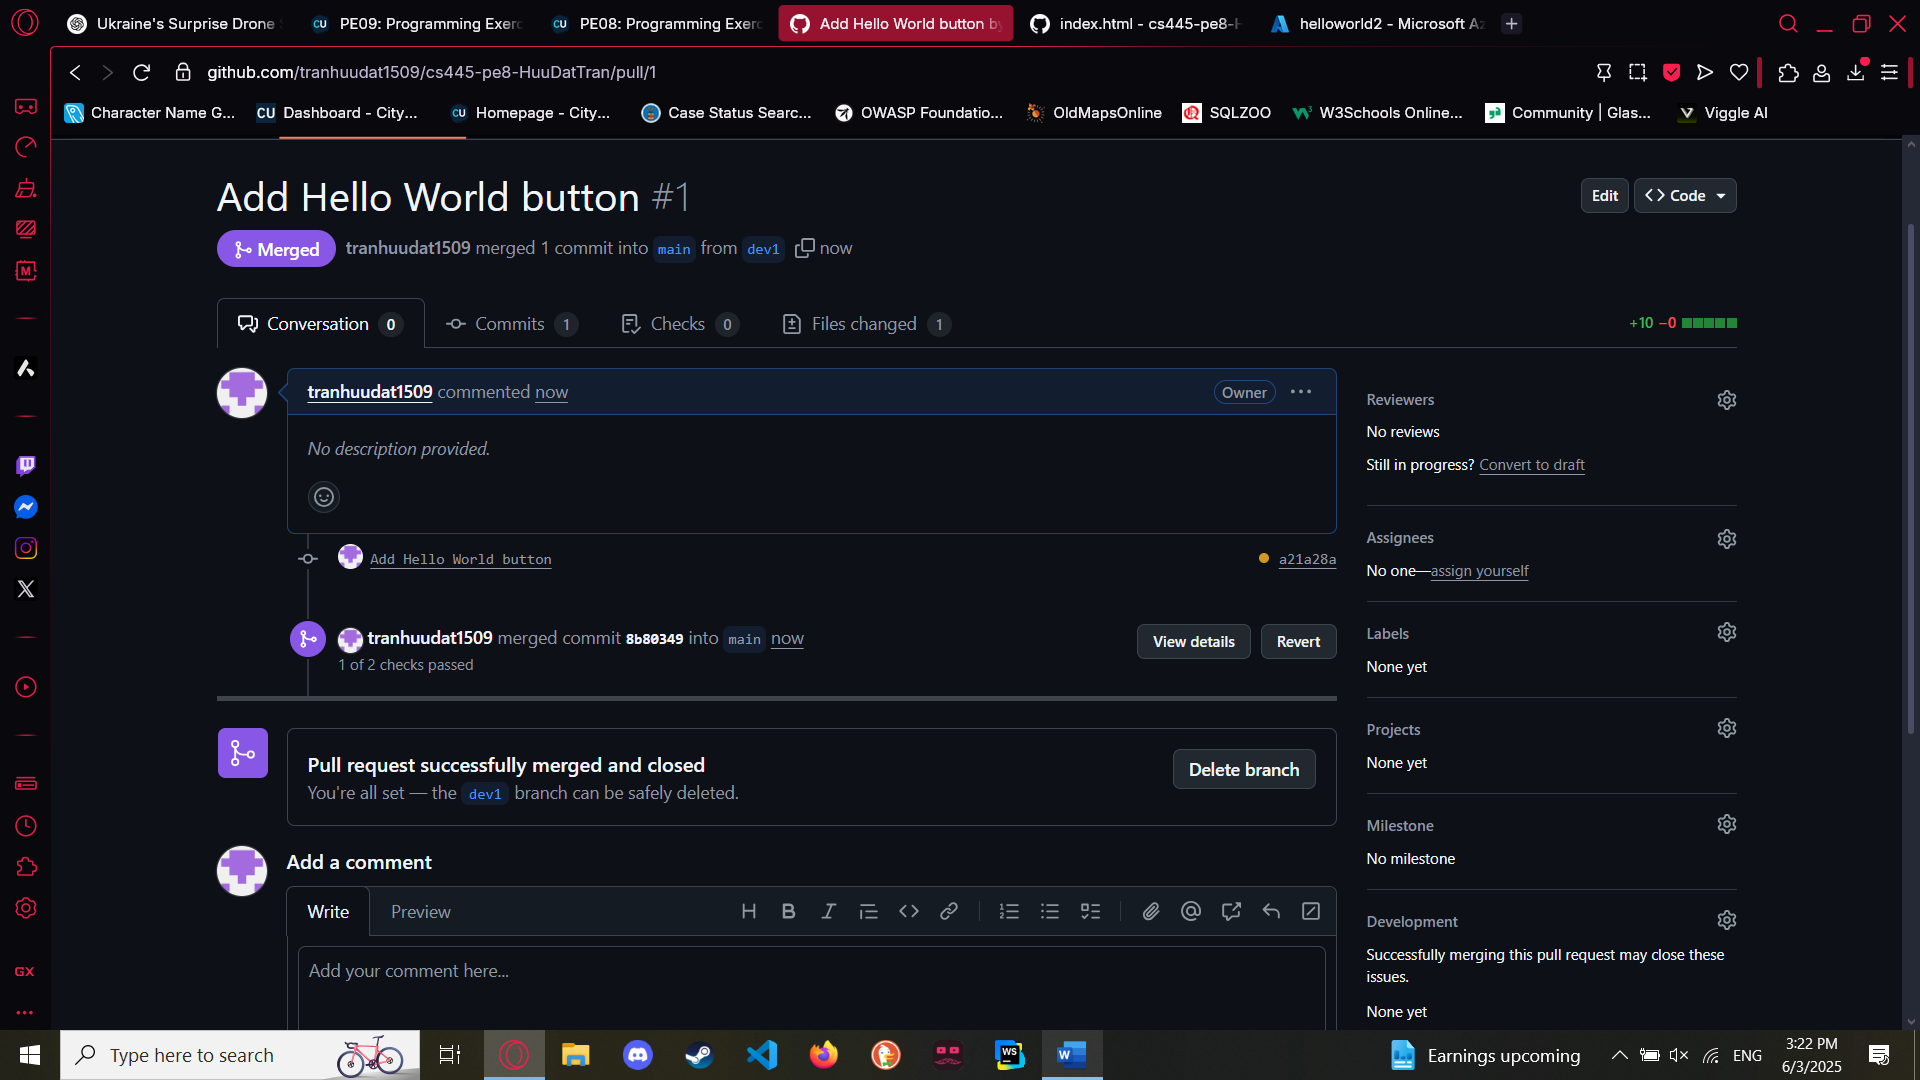 Ukraine's Surprise Drone
PE09: Programming Exerc
PE08: Programming Exerc
Add Hello World button by
index.html - cs445-pe8-H
helloworld2 - Microsoft Az
github.com/tranhuudat1509/cs445-pe8-HuuDatTran/pull/1
Character Name G...
Dashboard - City...
Homepage - City...
Case Status Searc...
OWASP Foundatio...
OldMapsOnline
SQLZOO
W3Schools Online...
Community | Glas...
Viggle AI
Add Hello World button #1
Edit
Code
Merged
tranhuudat1509 merged 1 commit into main from dev1 now
Conversation 0
Commits 1
Checks 0
Files changed 1
+10 −0
tranhuudat1509 commented now
Owner
No description provided.
Add Hello World button
a21a28a
tranhuudat1509 merged commit 8b80349 into main now
1 of 2 checks passed
View details
Revert
Pull request successfully merged and closed
You're all set — the dev1 branch can be safely deleted.
Delete branch
Add a comment
Write
Preview
Add your comment here...
Reviewers
No reviews
Still in progress? Convert to draft
Assignees
No one—assign yourself
Labels
None yet
Projects
None yet
Milestone
No milestone
Development
Successfully merging this pull request may close these
issues.
None yet
GX
Type here to search
Earnings upcoming
ENG
3:22 PM
6/3/2025